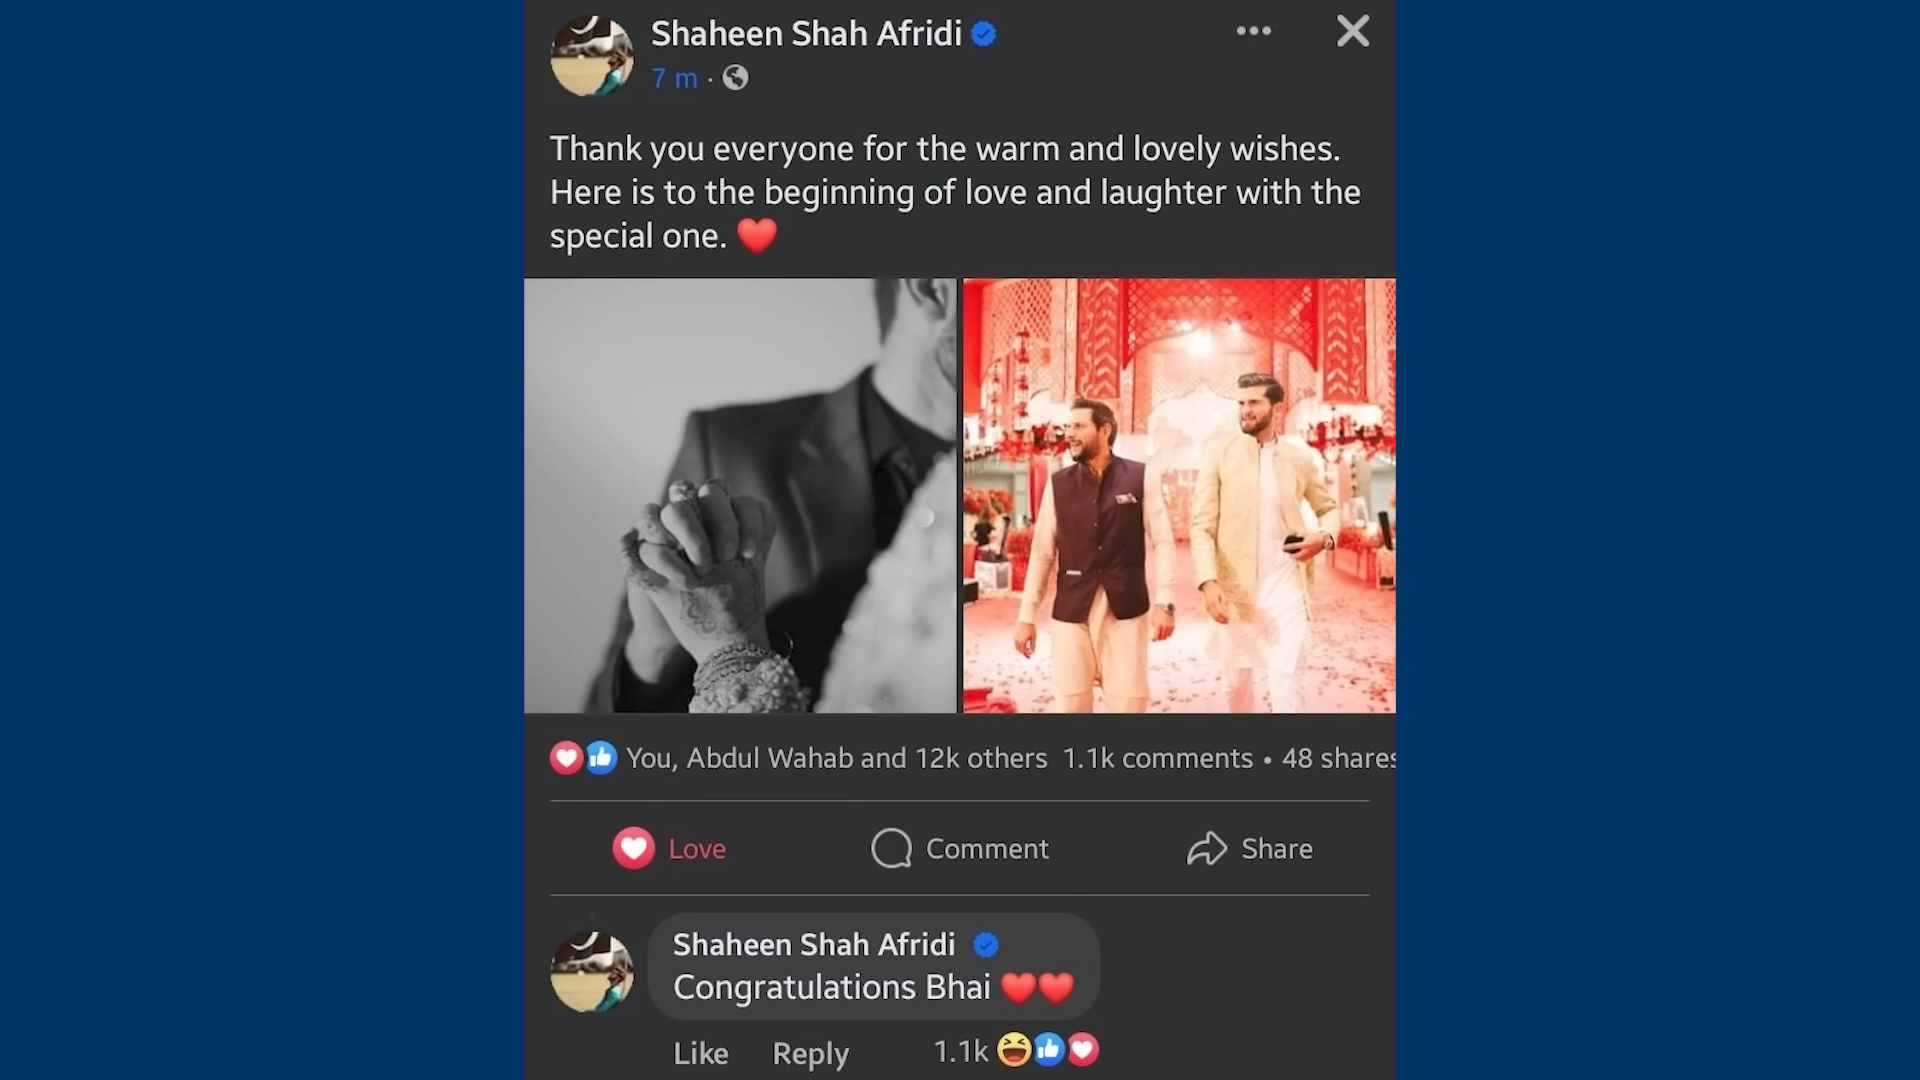 Shaheen Shah Afridi
7 m ·
Thank you everyone for the warm and lovely wishes.
Here is to the beginning of love and laughter with the
special one. ❤️
You, Abdul Wahab and 12k others 1.1k comments • 48 shares
Love Comment Share
Shaheen Shah Afridi
Congratulations Bhai ❤️❤️
Like Reply 1.1k